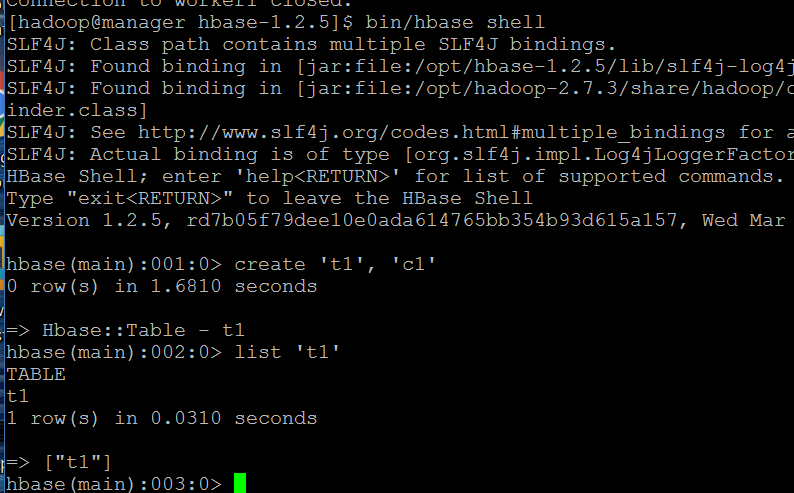 Connection to worker1 closed.
[hadoop@manager hbase-1.2.5]$ bin/hbase shell
SLF4J: Class path contains multiple SLF4J bindings.
SLF4J: Found binding in [jar:file:/opt/hbase-1.2.5/lib/slf4j-log4j
SLF4J: Found binding in [jar:file:/opt/hadoop-2.7.3/share/hadoop/c
inder.class]
SLF4J: See http://www.slf4j.org/codes.html#multiple_bindings for a
SLF4J: Actual binding is of type [org.slf4j.impl.Log4jLoggerFactor
HBase Shell; enter 'help<RETURN>' for list of supported commands.
Type "exit<RETURN>" to leave the HBase Shell
Version 1.2.5, rd7b05f79dee10e0ada614765bb354b93d615a157, Wed Mar
hbase(main):001:0> create 't1', 'c1'
0 row(s) in 1.6810 seconds
=> Hbase::Table - t1
hbase(main):002:0> list 't1'
TABLE
t1
1 row(s) in 0.0310 seconds
=> ["t1"]
hbase(main):003:0>